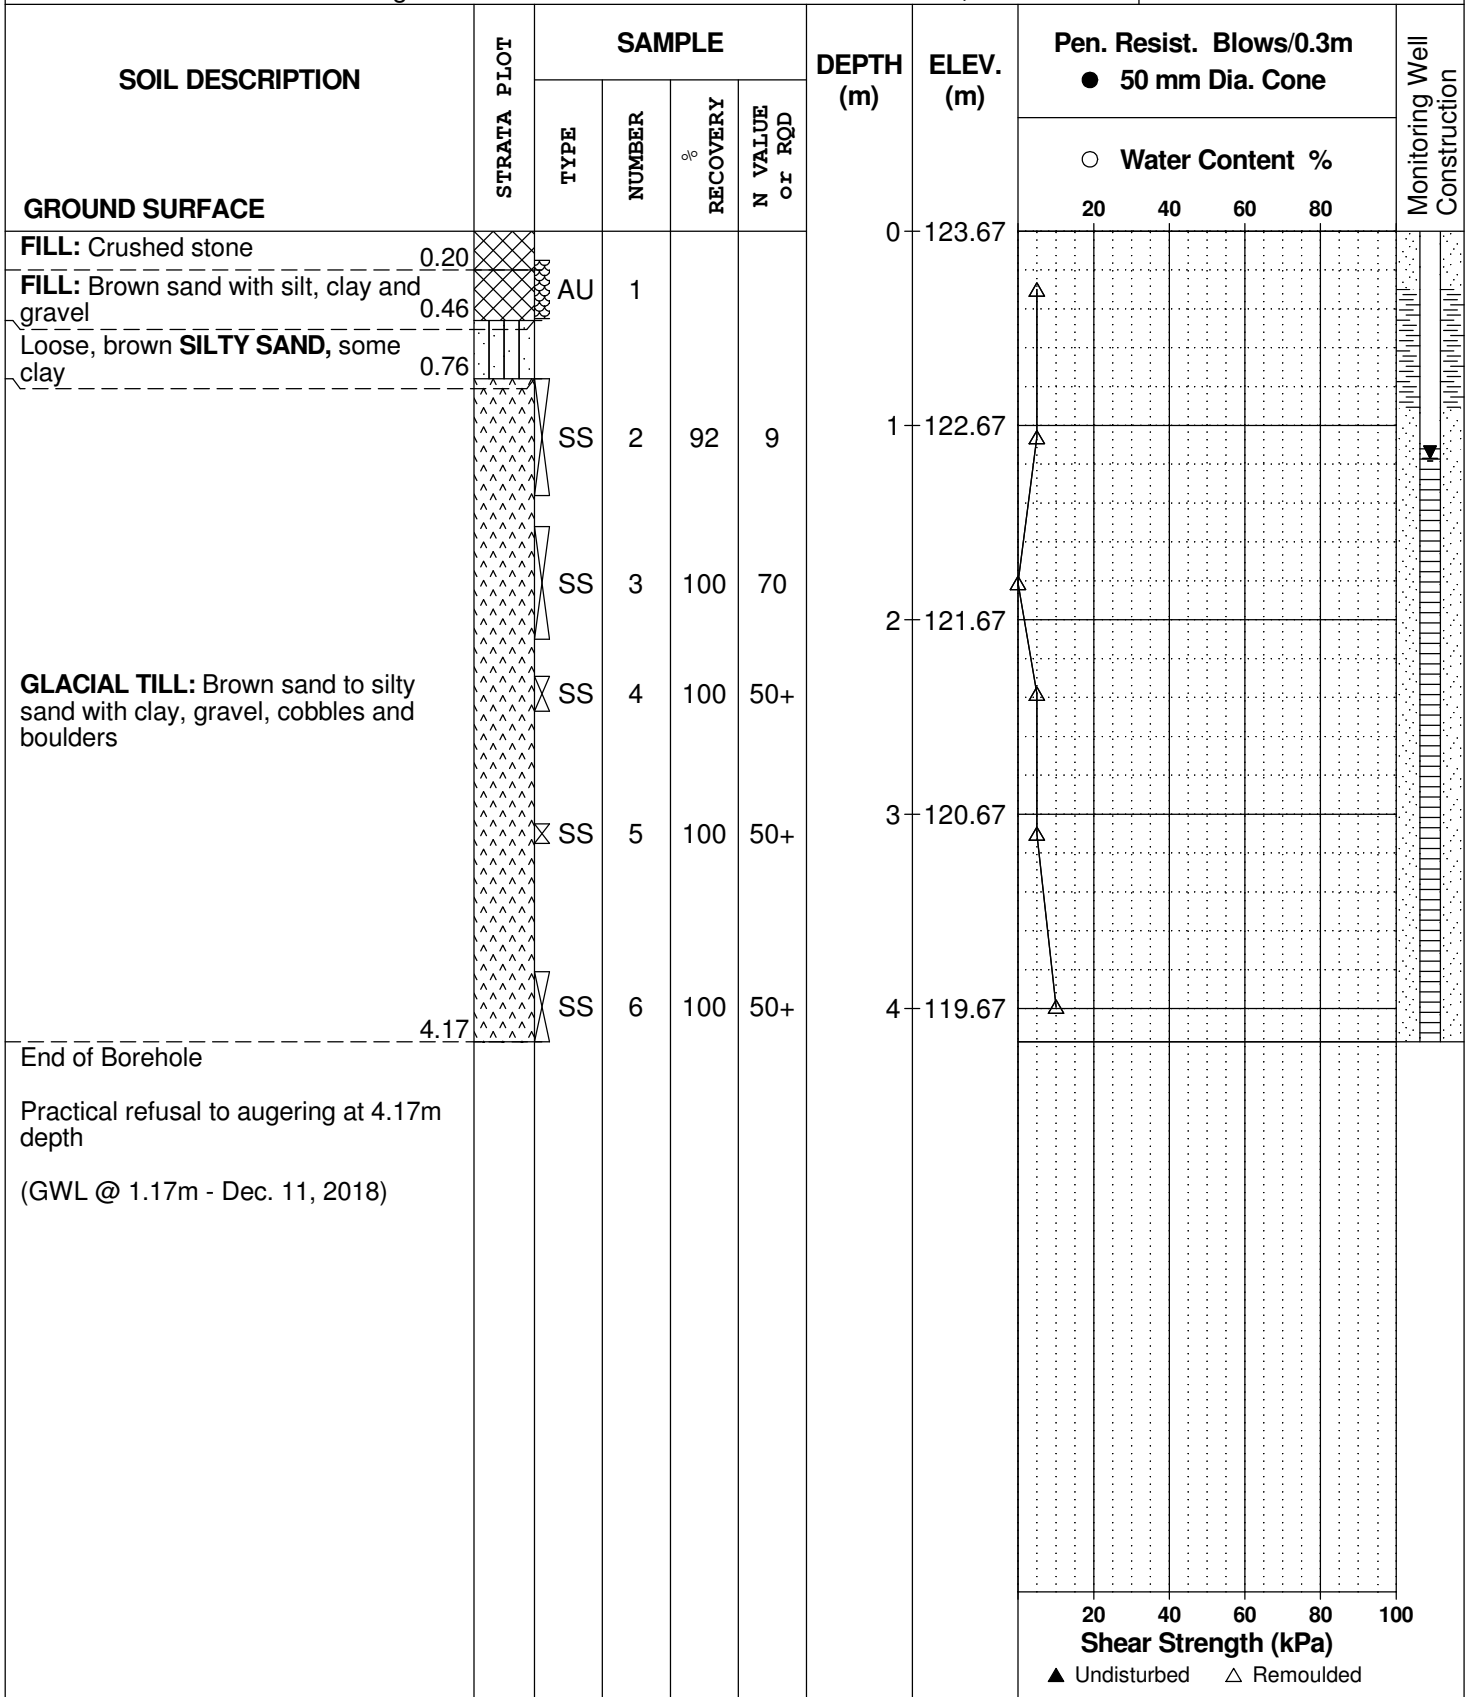 SOIL DESCRIPTION
GROUND SURFACE
STRATA PLOT
SAMPLE
TYPE
NUMBER
%
RECOVERY
N VALUE
or RQD
DEPTH
(m)
ELEV.
(m)
Pen. Resist. Blows/0.3m
● 50 mm Dia. Cone
○ Water Content %
20 40 60 80
Monitoring Well
Construction
0 123.67
FILL: Crushed stone
0.20
FILL: Brown sand with silt, clay and
gravel 0.46
AU 1
Loose, brown SILTY SAND, some
clay 0.76
1 122.67
SS 2 92 9
SS 3 100 70
2 121.67
GLACIAL TILL: Brown sand to silty
sand with clay, gravel, cobbles and
boulders
SS 4 100 50+
3 120.67
SS 5 100 50+
SS 6 100 50+
4 119.67
4.17
End of Borehole
Practical refusal to augering at 4.17m
depth
(GWL @ 1.17m - Dec. 11, 2018)
20 40 60 80 100
Shear Strength (kPa)
▲ Undisturbed △ Remoulded